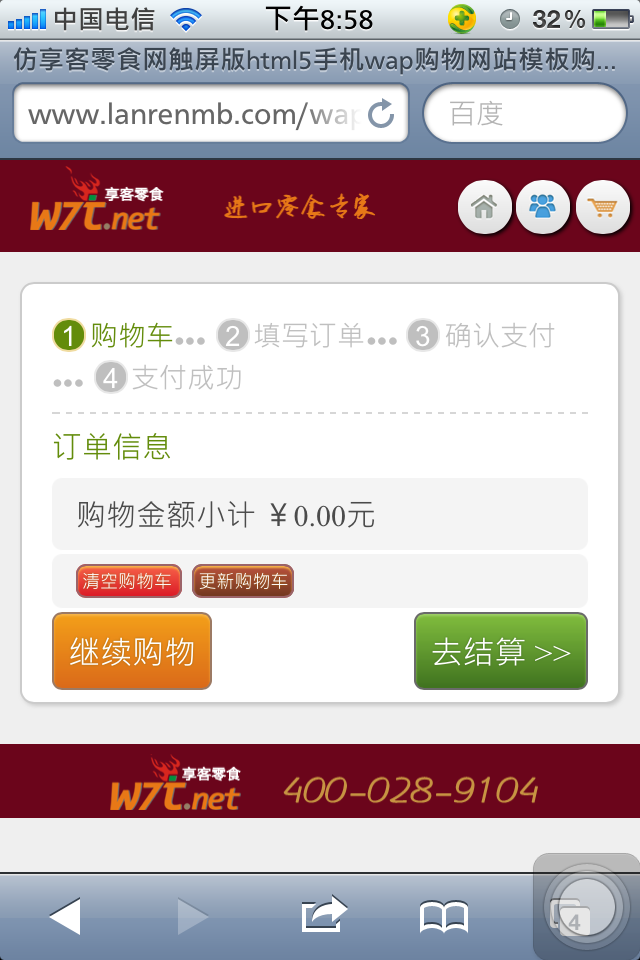 中国电信 下午8:58 32%
仿享客零食网触屏版html5手机wap购物网站模板购...
www.lanrenmb.com/wap 百度
享客零食
W7C.net 进口零食专家
1 购物车... 2 填写订单... 3 确认支付
... 4 支付成功
订单信息
购物金额小计 ¥0.00元
清空购物车 更新购物车
继续购物 去结算 >>
享客零食
W7C.net 400-028-9104
4